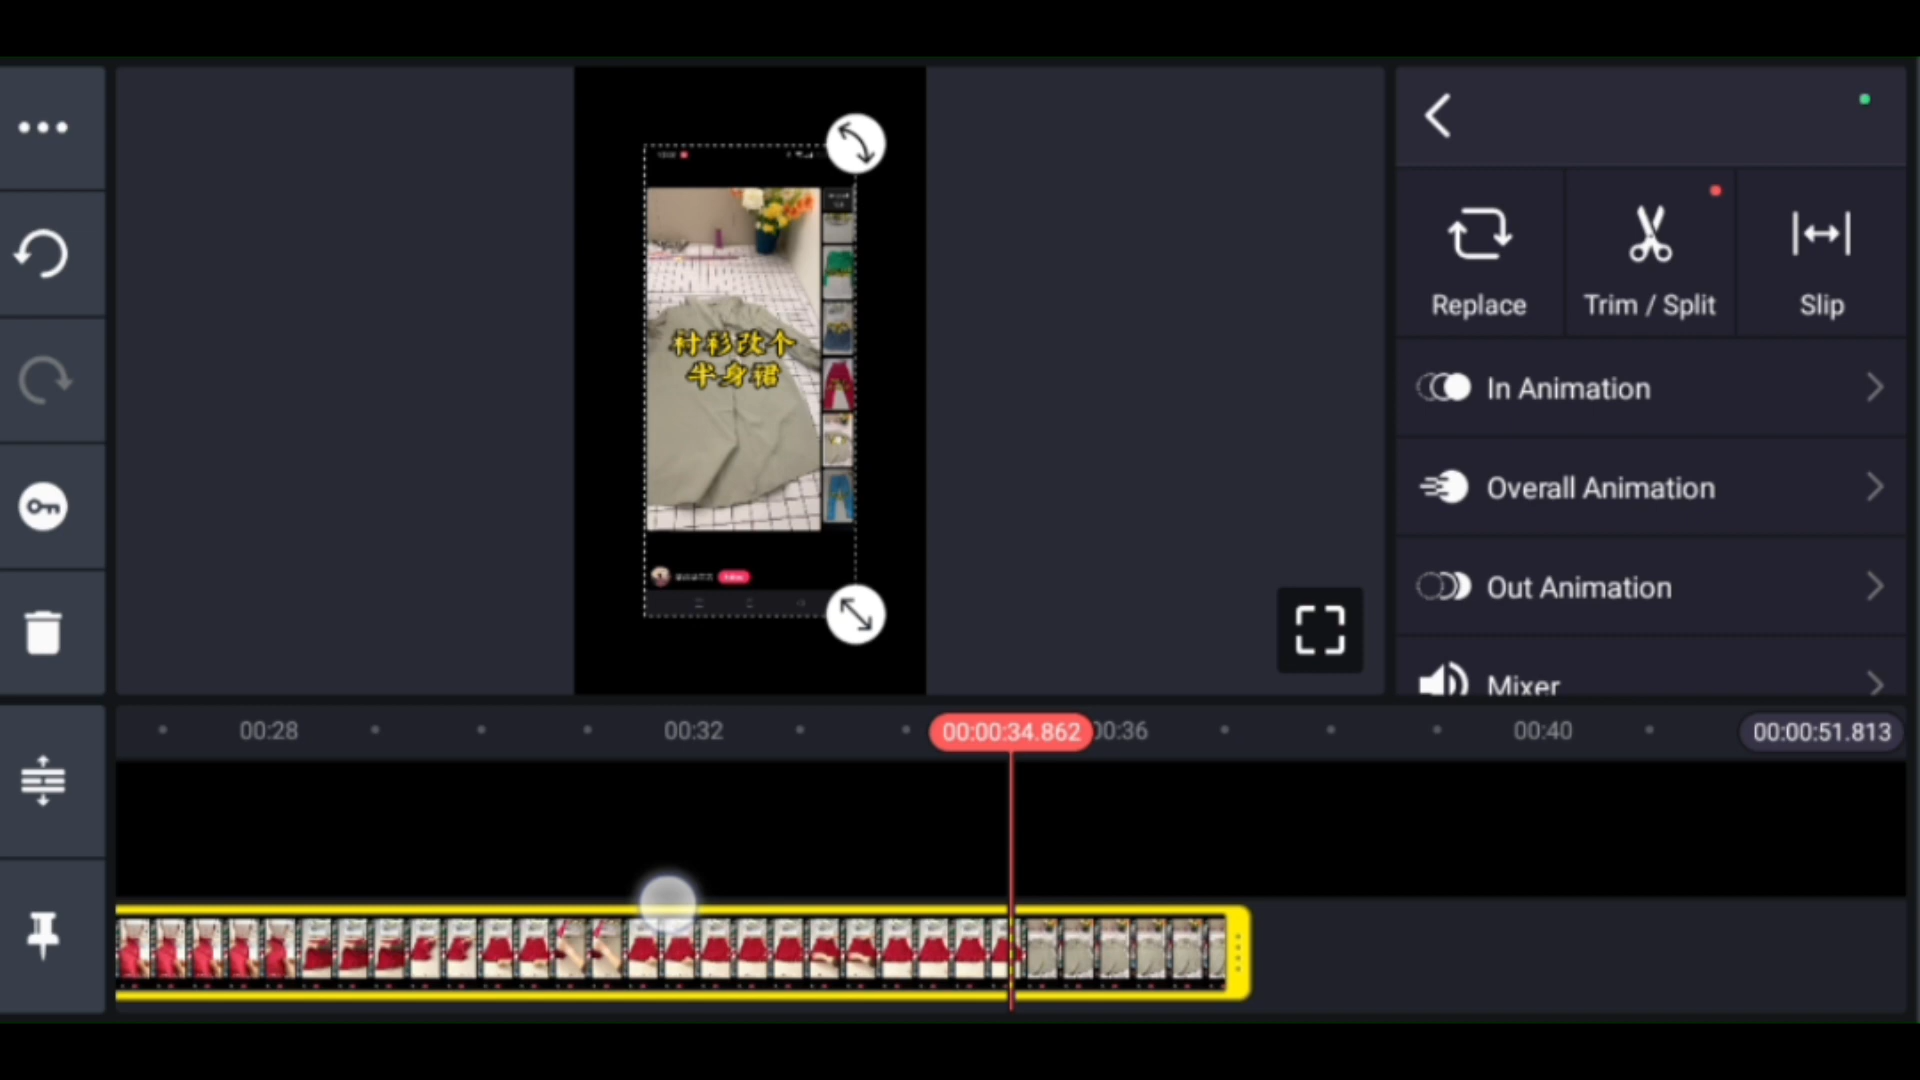 衬衫改个
半身裙
Replace
Trim / Split
Slip
In Animation
Overall Animation
Out Animation
Mixer
00:28
00:32
00:00:34.862
00:36
00:40
00:00:51.813